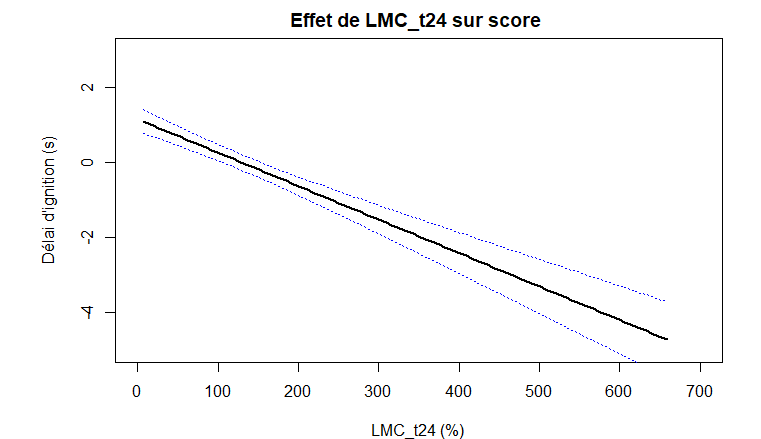 Effet de LMC_t24 sur score
Délai d'ignition (s)
2
0
-2
-4
0 100 200 300 400 500 600 700
LMC_t24 (%)